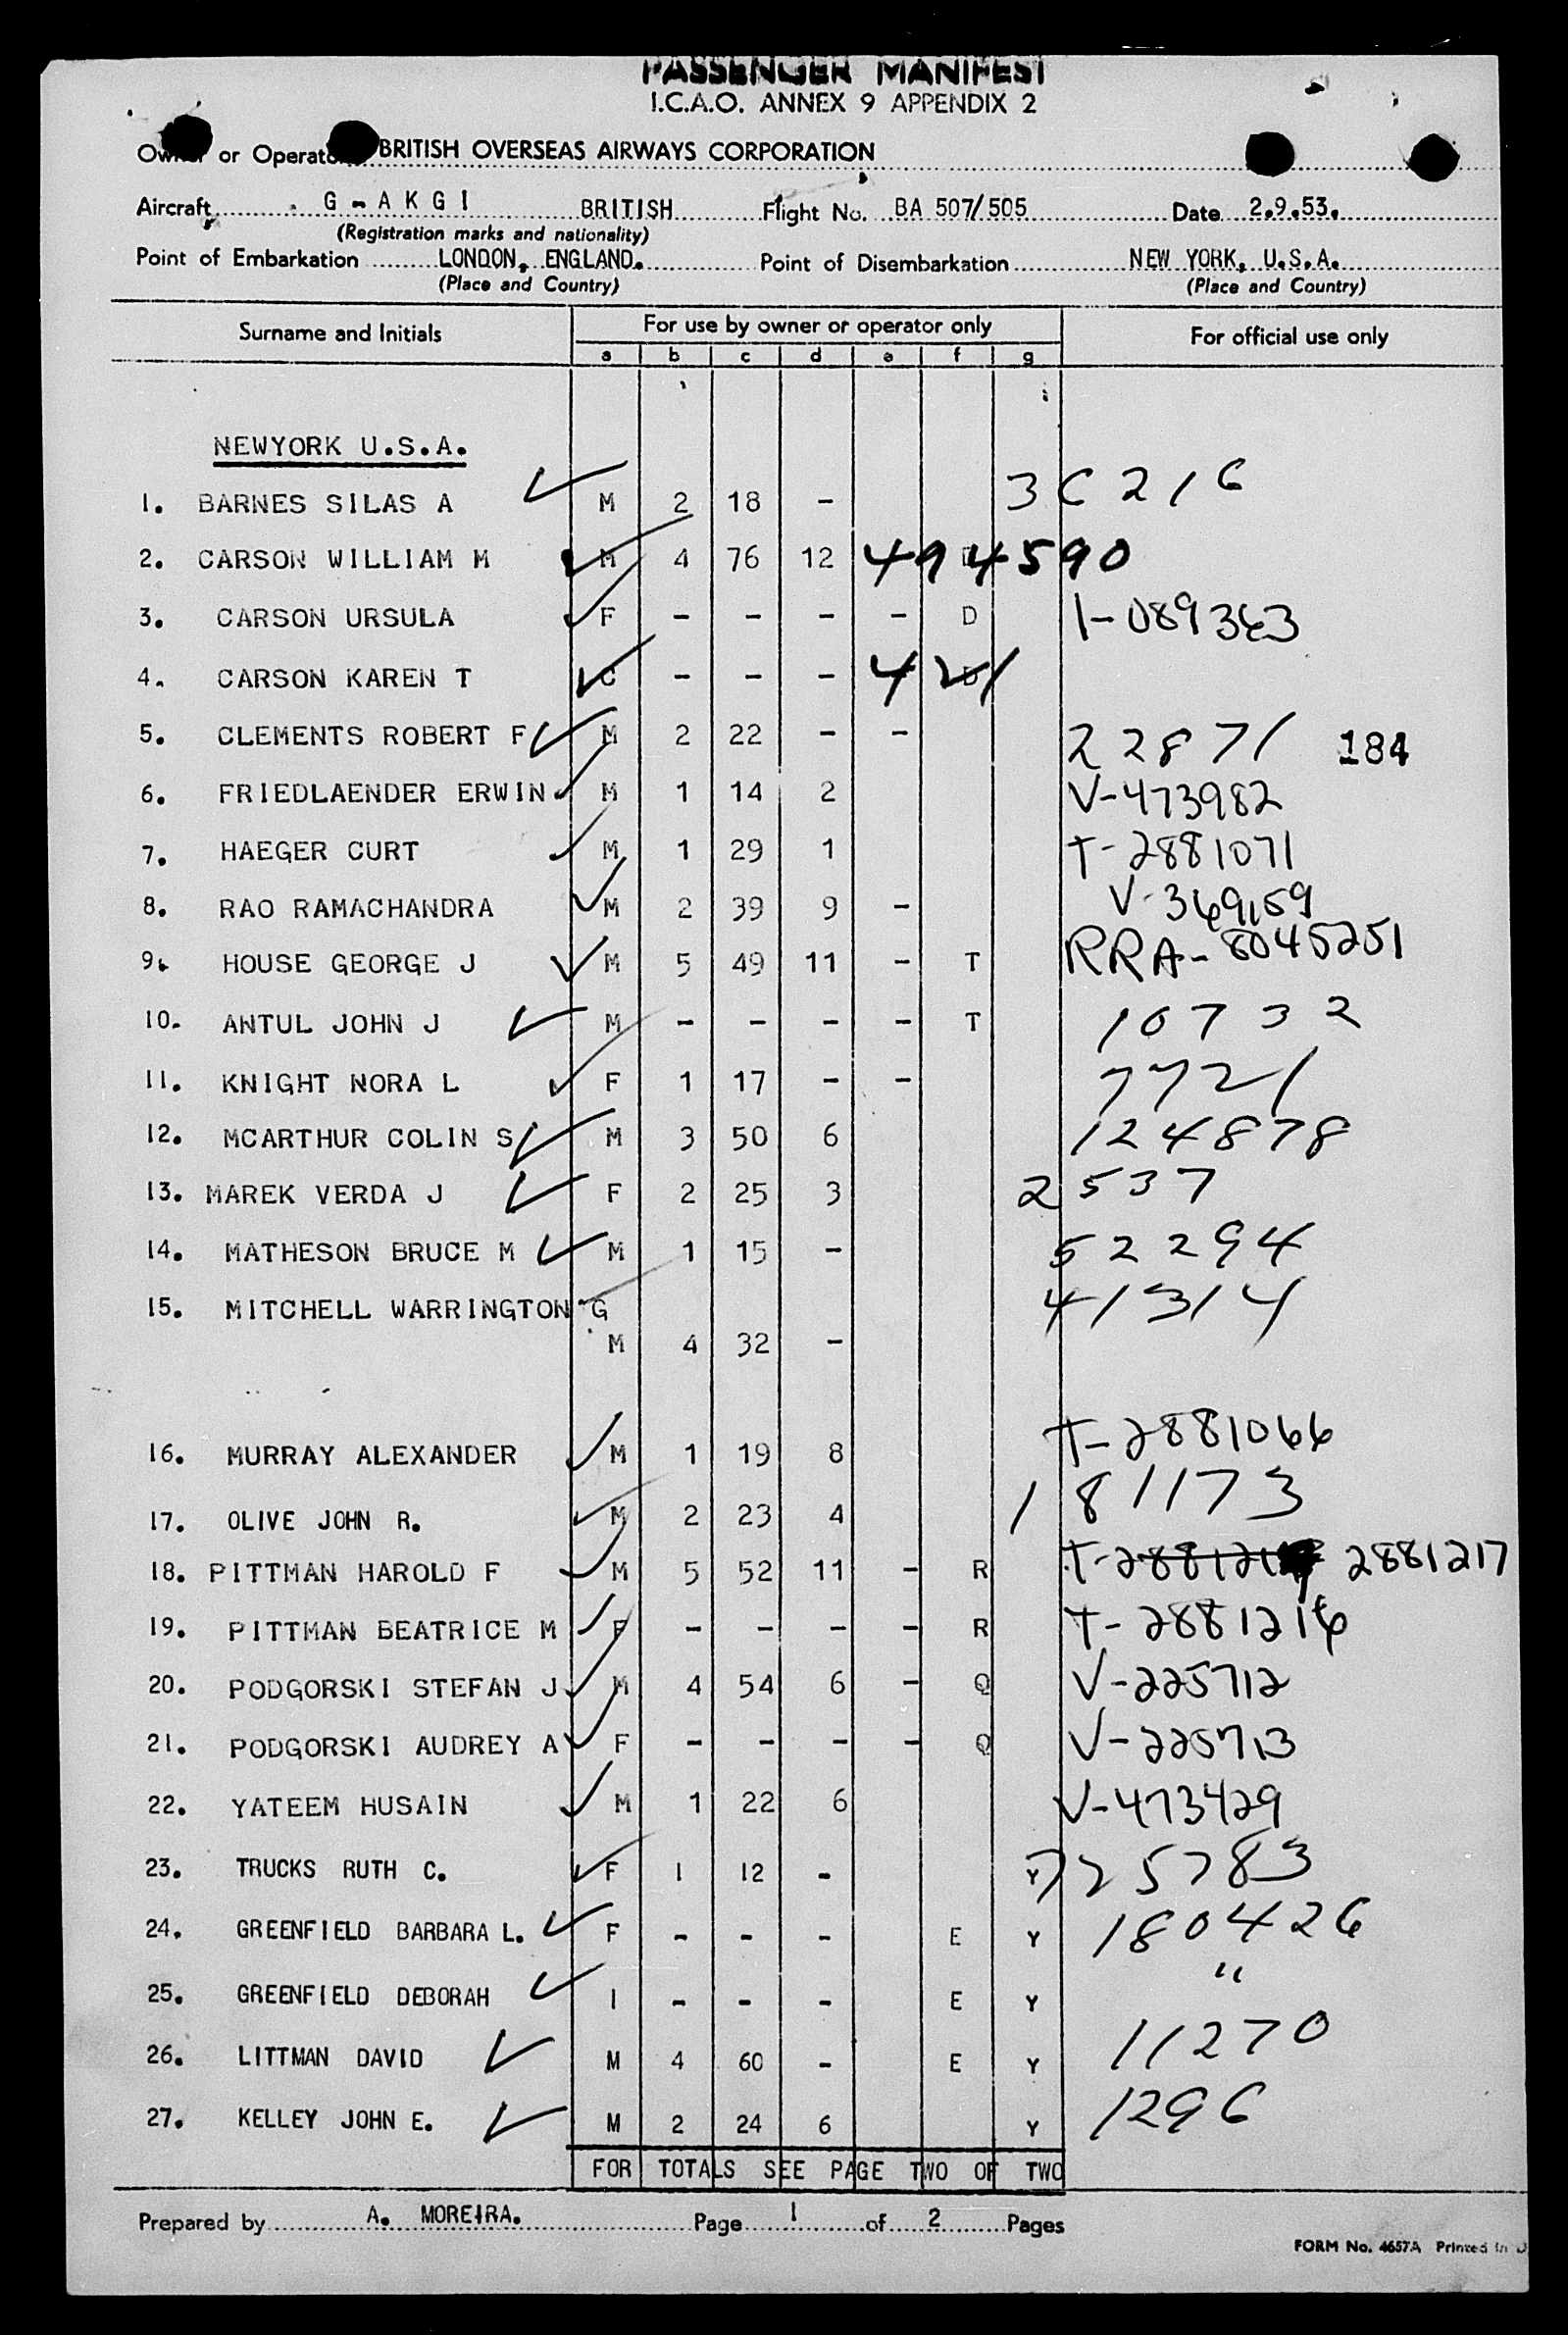 PASSENGER MANIFEST
I.C.A.O. ANNEX 9 APPENDIX 2
Owner or Operator BRITISH OVERSEAS AIRWAYS CORPORATION
Aircraft G-AKGI BRITISH Flight No. BA 507/505 Date 2.9.53.
(Registration marks and nationality)
Point of Embarkation LONDON, ENGLAND. Point of Disembarkation NEW YORK, U.S.A.
(Place and Country) (Place and Country)
Surname and Initials For use by owner or operator only For official use only
a b c d e f g
NEWYORK U.S.A.
1. BARNES SILAS A M 2 18 - 3C216
2. CARSON WILLIAM M M 4 76 12 494590
3. CARSON URSULA F - - - - D 1-089363
4. CARSON KAREN T C - - - D 421
5. CLEMENTS ROBERT F M 2 22 - - 22871 184
6. FRIEDLAENDER ERWIN M 1 14 2 V-473982
7. HAEGER CURT M 1 29 1 T-2881071
8. RAO RAMACHANDRA M 2 39 9 - V-369159
9. HOUSE GEORGE J M 5 49 11 - T RRA-8045251
10. ANTUL JOHN J M - - - - T 10732
11. KNIGHT NORA L F 1 17 - - 7721
12. MCARTHUR COLIN S M 3 50 6 124878
13. MAREK VERDA J F 2 25 3 2537
14. MATHESON BRUCE M M 1 15 - 52294
15. MITCHELL WARRINGTON G 41314
M 4 32 -
16. MURRAY ALEXANDER M 1 19 8 T-2881066
17. OLIVE JOHN R. M 2 23 4 181173
18. PITTMAN HAROLD F M 5 52 11 - R T- 2881217
19. PITTMAN BEATRICE M F - - - - R T-2881216
20. PODGORSKI STEFAN J M 4 54 6 - Q V-225712
21. PODGORSKI AUDREY A F - - - - Q V-225713
22. YATEEM HUSAIN M 1 22 6 V-473429
23. TRUCKS RUTH C. F 1 12 - Y 725783
24. GREENFIELD BARBARA L. F - - - E Y 180426
25. GREENFIELD DEBORAH I - - - E Y "
26. LITTMAN DAVID M 4 60 - E Y 11270
27. KELLEY JOHN E. M 2 24 6 Y 1296
FOR TOTALS SEE PAGE TWO OF TWO
Prepared by A. MOREIRA. Page 1 of 2 Pages
FORM No. 4657A Printed in